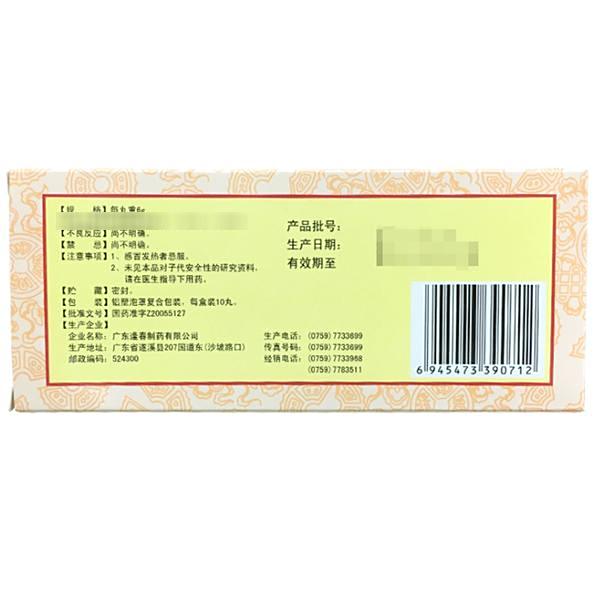 【规　　格】每丸重6g
【不良反应】尚不明确。
【禁　　忌】尚不明确。
【注意事项】1、感冒发热者忌服。
2、未见本品对子代安全性的研究资料，
请在医生指导下用药。
【贮　　藏】密封。
【包　　装】铝塑泡罩复合包装，每盒装10丸。
【批准文号】国药准字Z20055127
【生产企业】
企业名称：广东逢春制药有限公司
生产地址：广东省遂溪县207国道东(沙坡路口)
邮政编码：524300
生产电话：(0759) 7733699
传真号码：(0759) 7733699
经销电话：(0759) 7733968
(0759) 7783511
产品批号：
生产日期：
有效期至
6 945473 390712